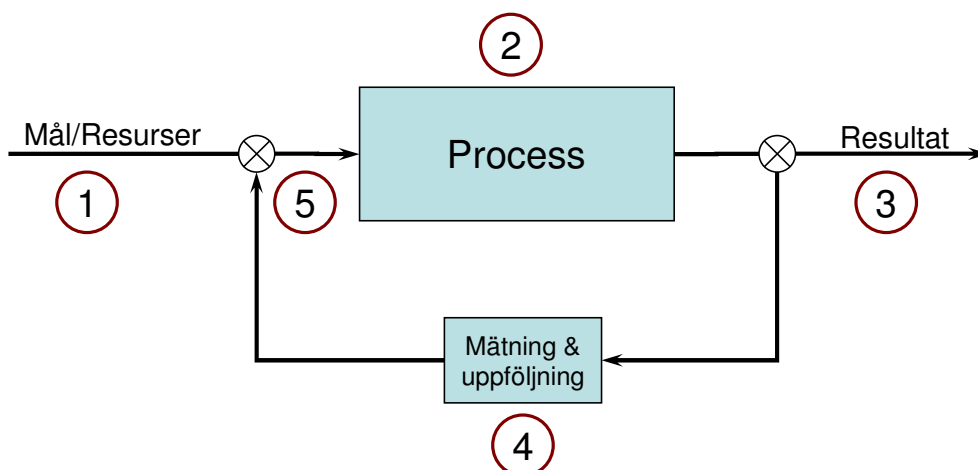 2
Mål/Resurser
Process
Resultat
1
5
3
Mätning &
uppföljning
4